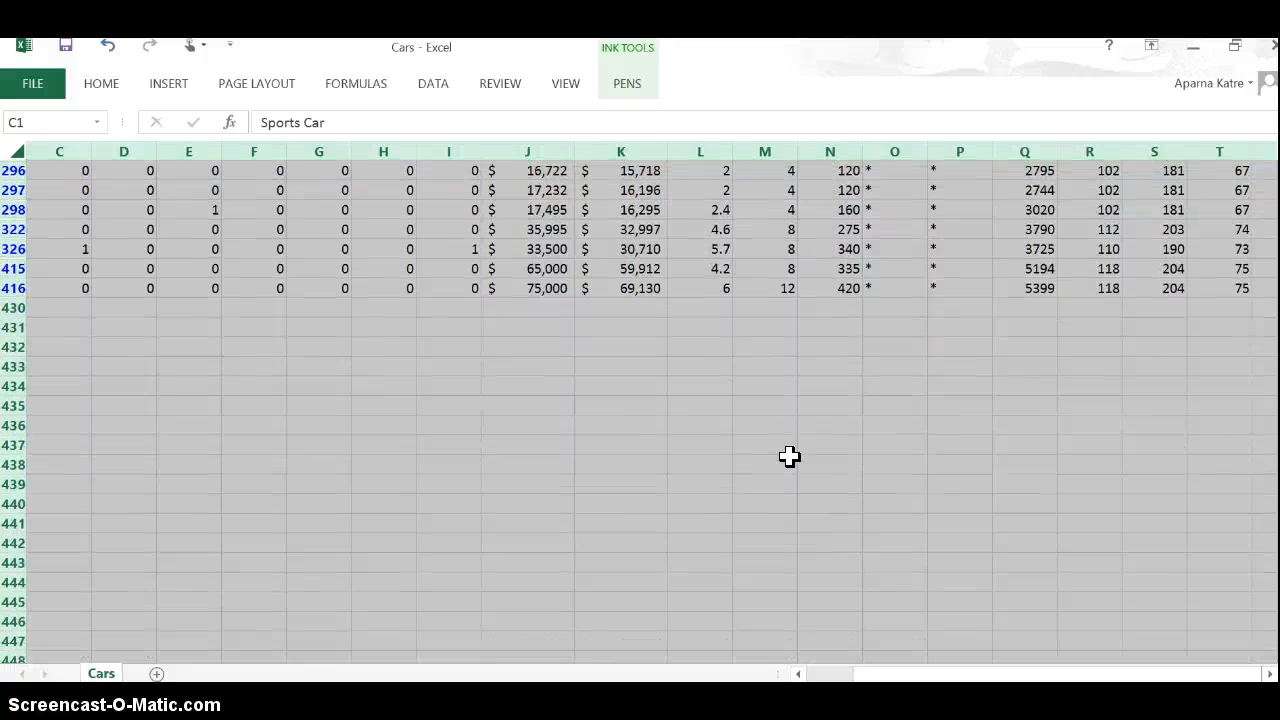 Cars - Excel
INK TOOLS
?
FILE HOME INSERT PAGE LAYOUT FORMULAS DATA REVIEW VIEW PENS Aparna Katre
C1 fx Sports Car
C D E F G H I J K L M N O P Q R S T
296 0 0 0 0 0 0 0 $ 16,722 $ 15,718 2 4 120 * * 2795 102 181 67
297 0 0 0 0 0 0 0 $ 17,232 $ 16,196 2 4 120 * * 2744 102 181 67
298 0 0 1 0 0 0 0 $ 17,495 $ 16,295 2.4 4 160 * * 3020 102 181 67
322 0 0 0 0 0 0 0 $ 35,995 $ 32,997 4.6 8 275 * * 3790 112 203 74
326 1 0 0 0 0 0 1 $ 33,500 $ 30,710 5.7 8 340 * * 3725 110 190 73
415 0 0 0 0 0 0 0 $ 65,000 $ 59,912 4.2 8 335 * * 5194 118 204 75
416 0 0 0 0 0 0 0 $ 75,000 $ 69,130 6 12 420 * * 5399 118 204 75
430
431
432
433
434
435
436
437
438
439
440
441
442
443
444
445
446
447
448
Cars
Screencast-O-Matic.com